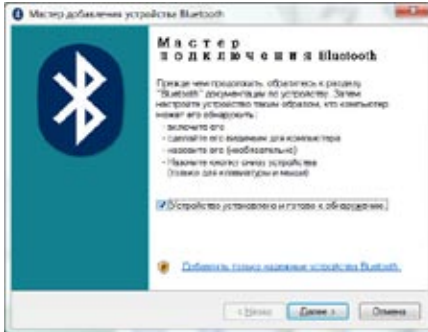 Мастер добавления устройства Bluetooth
Мастер
подключения Bluetooth
Прежде чем продолжить, обратитесь к разделу
"Bluetooth" документации по устройству. Затем
настройте устройство таким образом, что компьютер
может его обнаружить:
- включите его
- сделайте его видимым для компьютера
- назовите его (необязательно)
- Нажмите кнопку снизу устройства
(только для клавиатуры и мыши)
Устройство установлено и готово к обнаружению.
Добавлять только надежные устройства Bluetooth.
< Назад
Далее >
Отмена